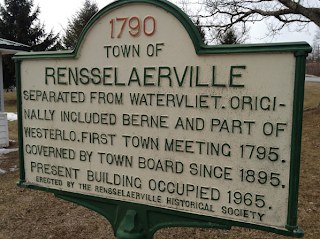 1790
TOWN OF
RENSSELAERVILLE
SEPARATED FROM WATERVLIET. ORIGI-
NALLY INCLUDED BERNE AND PART OF
WESTERLO. FIRST TOWN MEETING 1795.
GOVERNED BY TOWN BOARD SINCE 1895.
PRESENT BUILDING OCCUPIED 1965.
ERECTED BY THE RENSSELAERVILLE HISTORICAL SOCIETY